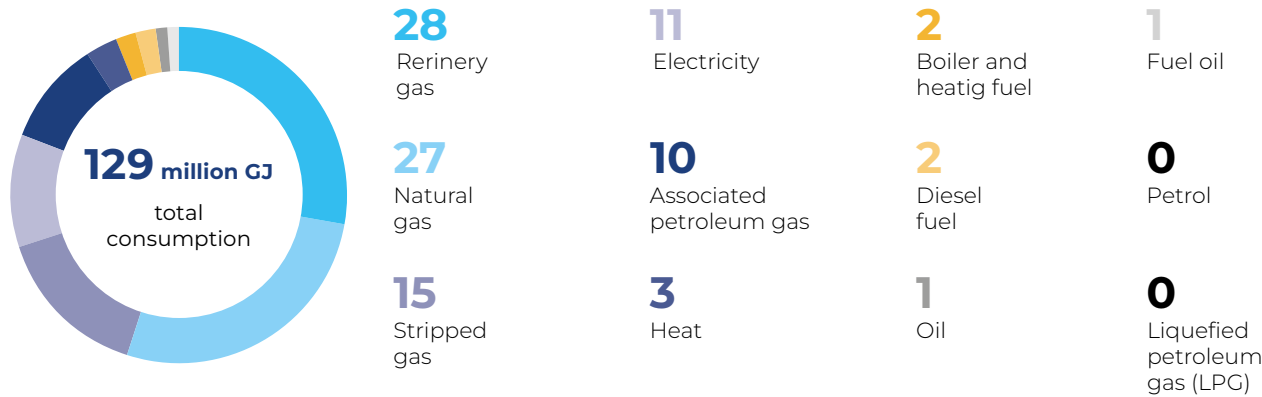 129 million GJ
total
consumption
28
Rerinery
gas
27
Natural
gas
15
Stripped
gas
11
Electricity
10
Associated
petroleum gas
3
Heat
2
Boiler and
heatig fuel
2
Diesel
fuel
1
Oil
1
Fuel oil
0
Petrol
0
Liquefied
petroleum
gas (LPG)